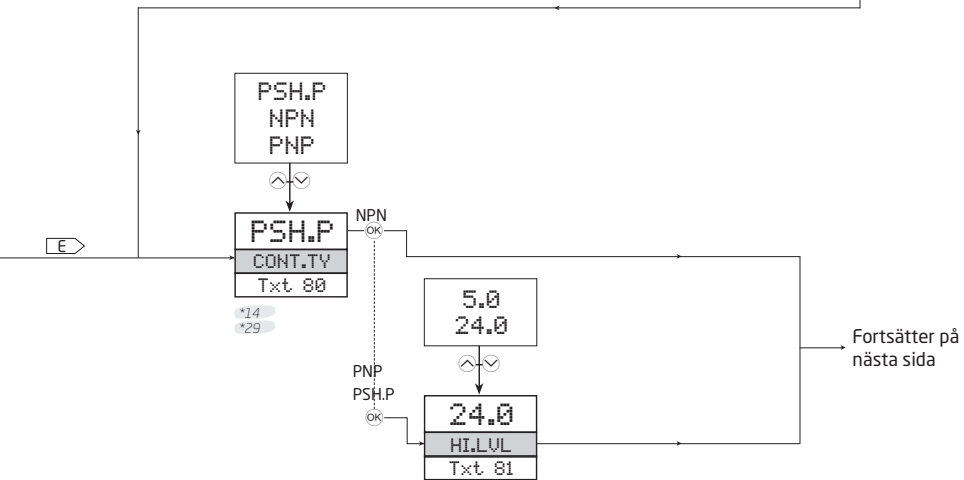 PSH.P
NPN
PNP
E
PSH.P
CONT.TY
Txt 80
*14
*29
NPN
OK
5.0
24.0
PNP
PSH.P
OK
24.0
HI.LVL
Txt 81
Fortsätter på
nästa sida